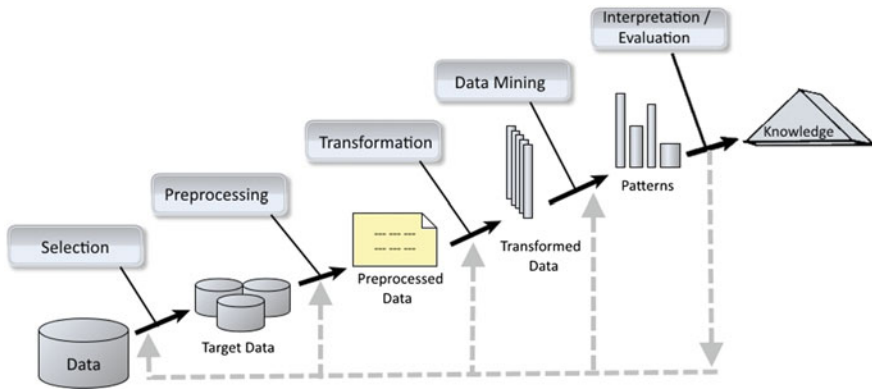 Interpretation /
Evaluation
Data Mining
Transformation
Preprocessing
Selection
Data
Target Data
Preprocessed
Data
Transformed
Data
Patterns
Knowledge